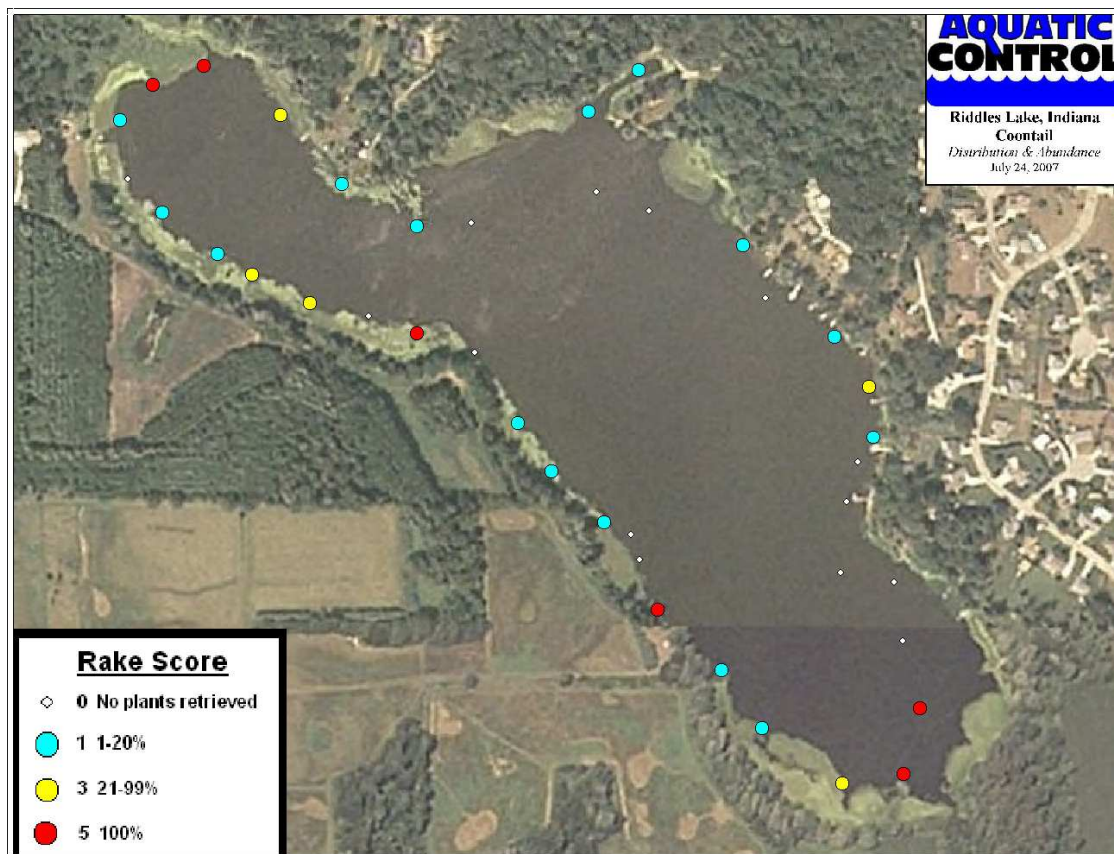 AQUATIC
CONTROL
Riddles Lake, Indiana
Coontail
Distribution & Abundance
July 24, 2007
Rake Score
0 No plants retrieved
1 1-20%
3 21-99%
5 100%